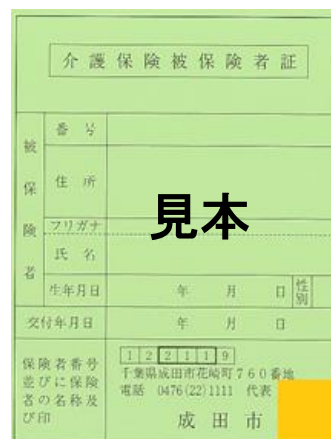 介護保険被保険者証
被保険者
番号
住所
フリガナ
氏名
生年月日 年 月 日 性別
交付年月日 年 月 日
保険者番号
並びに保険
者の名称及
び印
122119
千葉県成田市花崎町760番地
電話 0476(22)1111 代表
成田市
見本